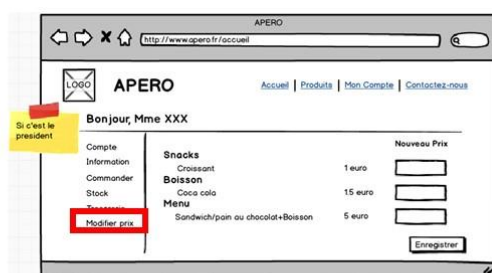 APERO
http://www.apero.fr/accueil
LOGO
APERO
Accueil | Produits | Mon Compte | Contactez-nous
Si c'est le
president
Bonjour, Mme XXX
Compte
Information
Commander
Stock
Modifier prix
Nouveau Prix
Snacks
Croissant 1 euro
Boisson
Coca cola 1.5 euro
Menu
Sandwich/pain au chocolat+Boisson 5 euro
Enregistrer